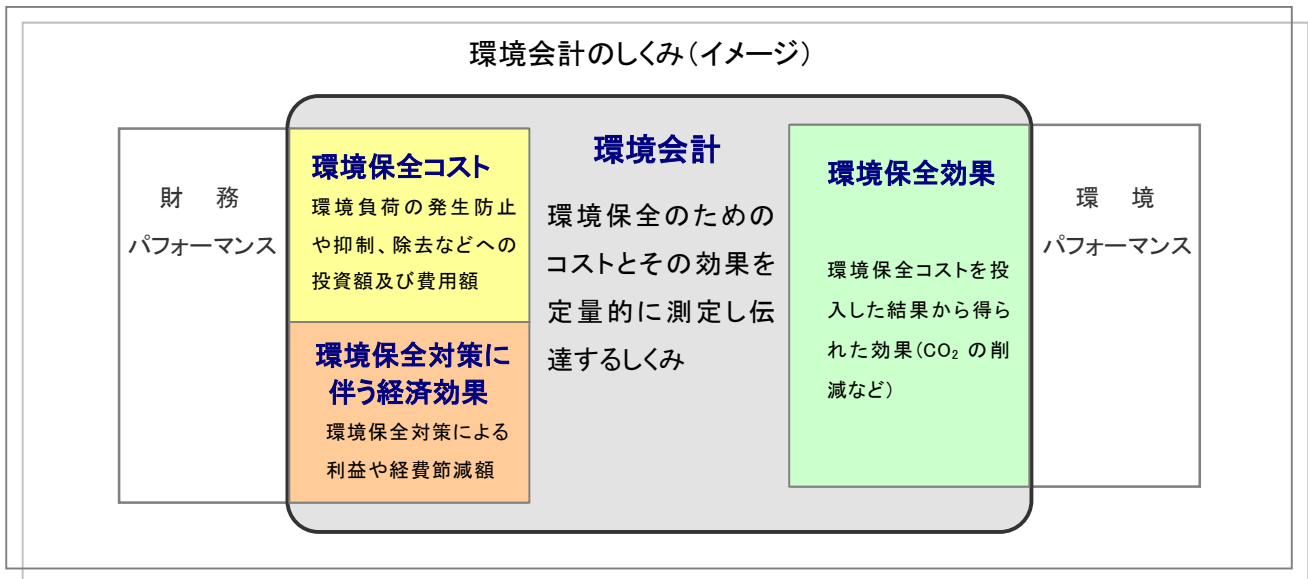 環境会計のしくみ(イメージ)
財 務
パフォーマンス
環境保全コスト
環境負荷の発生防止
や抑制、除去などへの
投資額及び費用額
環境保全対策に
伴う経済効果
環境保全対策による
利益や経費節減額
環境会計
環境保全のための
コストとその効果を
定量的に測定し伝
達するしくみ
環境保全効果
環境保全コストを投
入した結果から得ら
れた効果(CO₂ の削
減など)
環 境
パフォーマンス